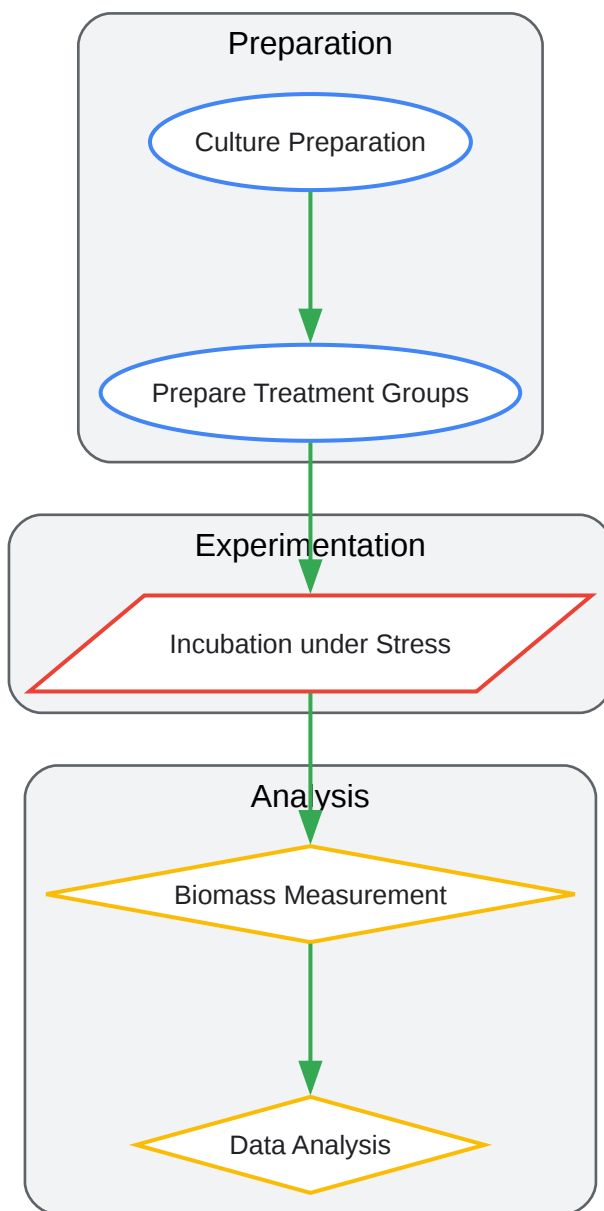 Preparation
Culture Preparation
Prepare Treatment Groups
Experimentation
Incubation under Stress
Analysis
Biomass Measurement
Data Analysis